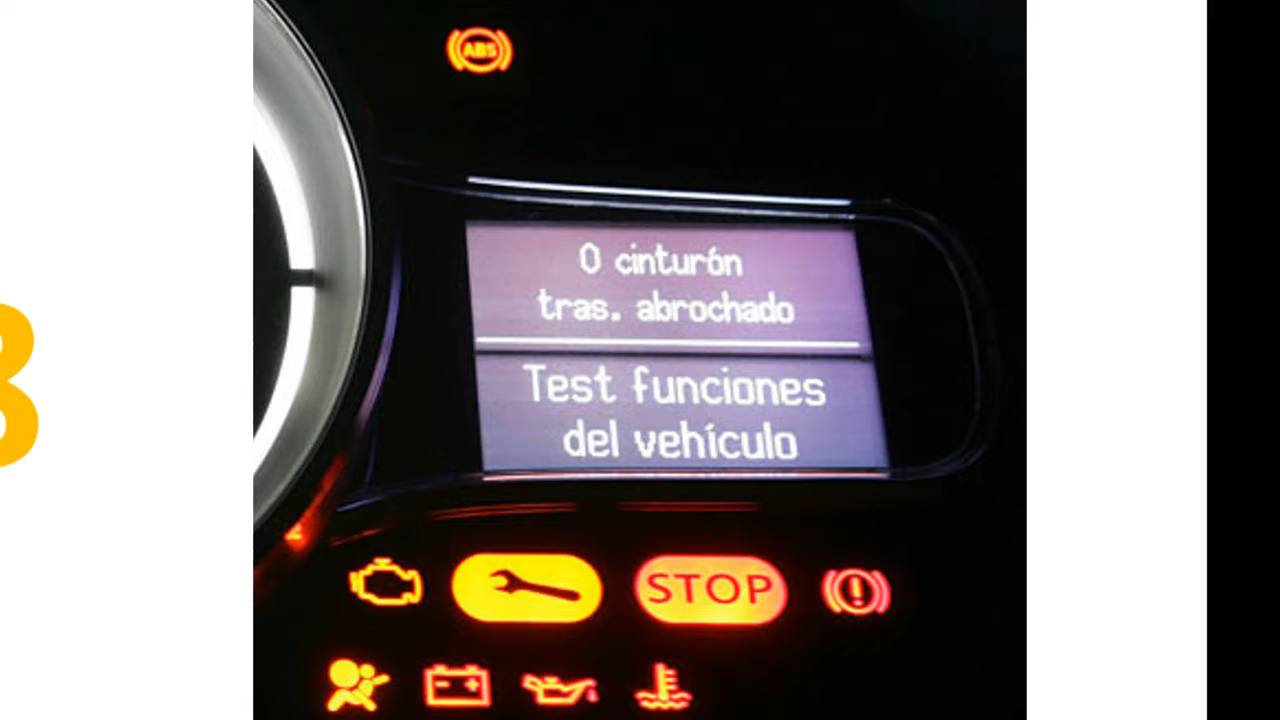 ABS
0 cinturón
tras. abrochado
Test funciones
del vehículo
STOP